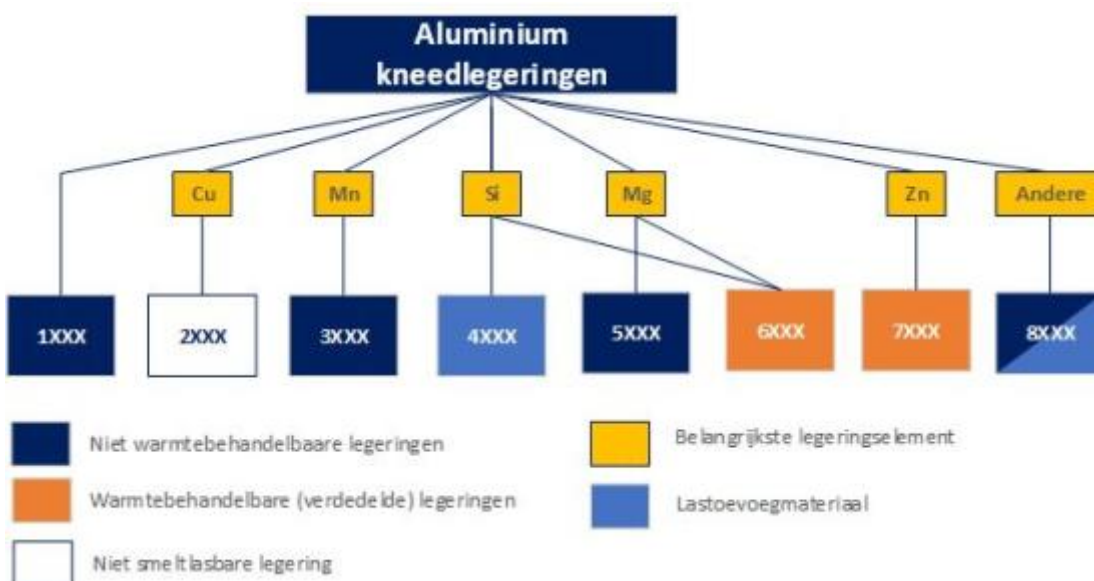 Aluminium
kneedlegeringen
Cu
Mn
Si
Mg
Zn
Andere
1XXX
2XXX
3XXX
4XXX
5XXX
6XXX
7XXX
8XXX
Niet warmtebehandelbaare legeringen
Warmtebehandelbare (verdedelde) legeringen
Niet smeltlasbare legering
Belangrijkste legeringselement
Lastoevoegmateriaal